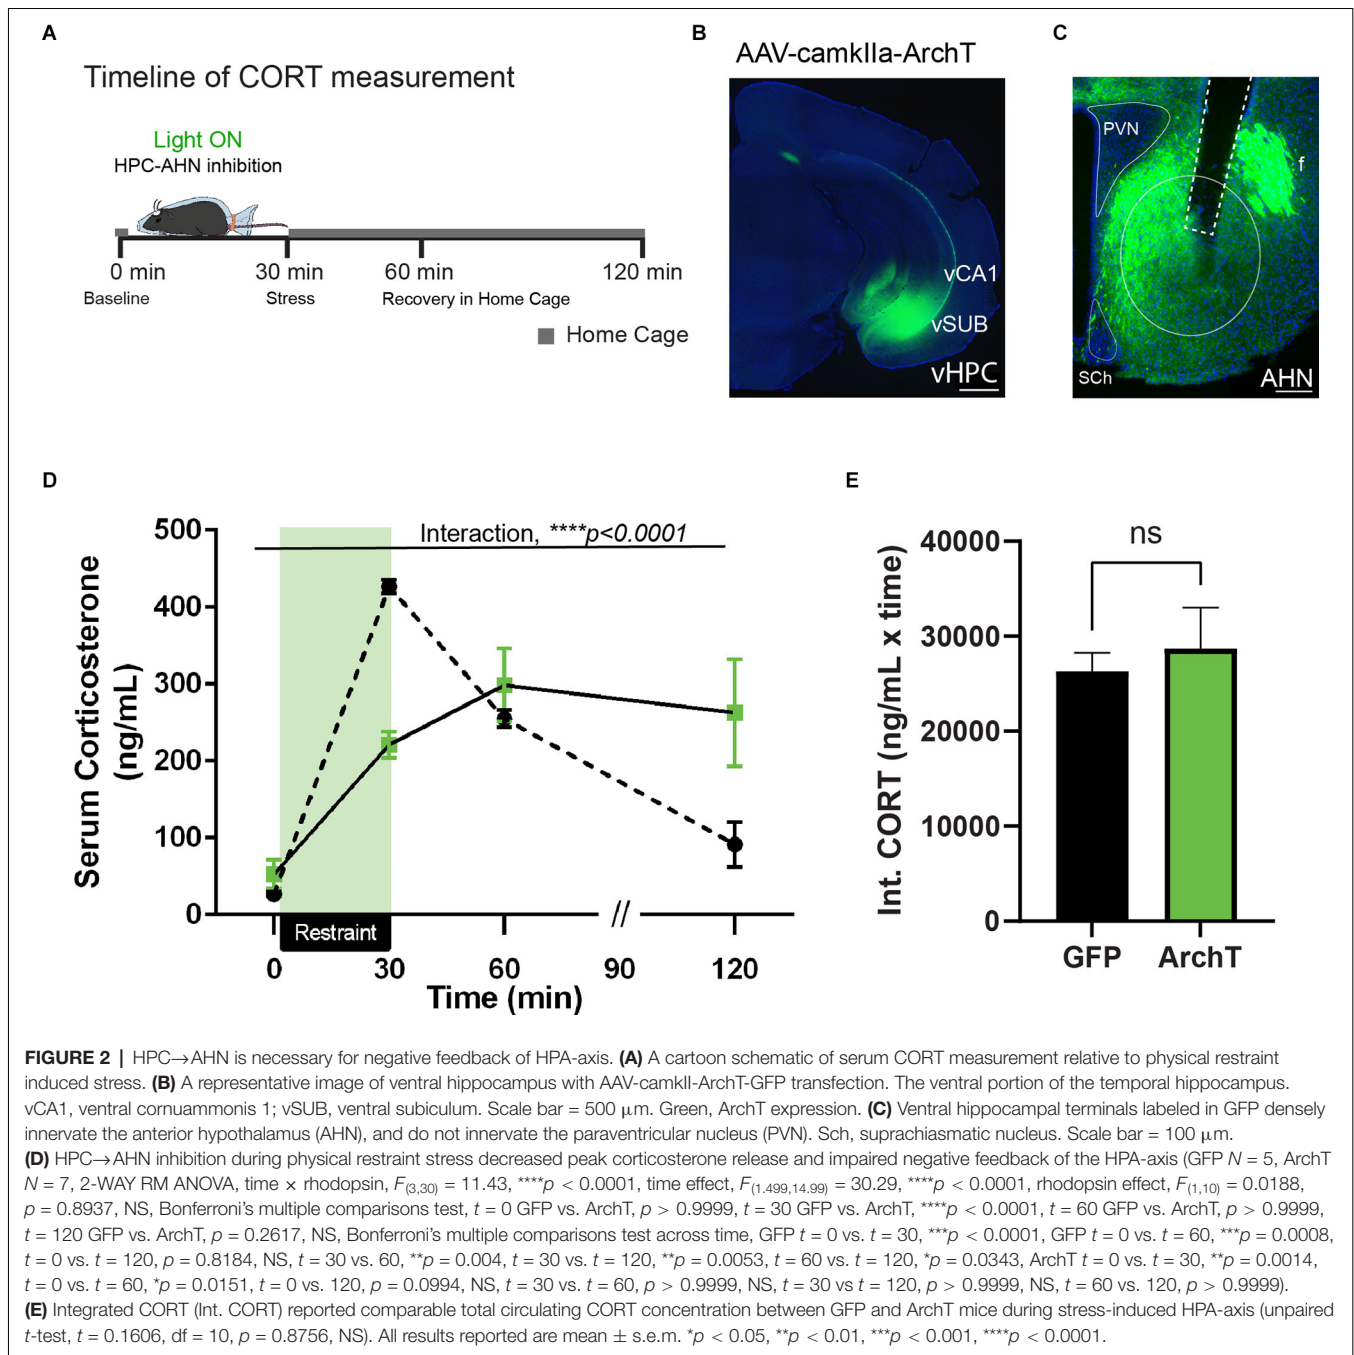 A
Timeline of CORT measurement
Light ON
HPC-AHN inhibition
0 min
30 min
60 min
120 min
Baseline
Stress
Recovery in Home Cage
Home Cage
B
AAV-camkIIa-ArchT
vCA1
vSUB
vHPC
C
PVN
f
SCh
AHN
D
Interaction, ****p<0.0001
Serum Corticosterone
(ng/mL)
500
400
300
200
100
0
Restraint
//
0
30
60
90
120
Time (min)
E
ns
Int. CORT (ng/mL x time)
40000
30000
20000
10000
0
GFP
ArchT
FIGURE 2 | HPC→AHN is necessary for negative feedback of HPA-axis. (A) A cartoon schematic of serum CORT measurement relative to physical restraint
induced stress. (B) A representative image of ventral hippocampus with AAV-camkII-ArchT-GFP transfection. The ventral portion of the temporal hippocampus.
vCA1, ventral cornuammonis 1; vSUB, ventral subiculum. Scale bar = 500 μm. Green, ArchT expression. (C) Ventral hippocampal terminals labeled in GFP densely
innervate the anterior hypothalamus (AHN), and do not innervate the paraventricular nucleus (PVN). Sch, suprachiasmatic nucleus. Scale bar = 100 μm.
(D) HPC→AHN inhibition during physical restraint stress decreased peak corticosterone release and impaired negative feedback of the HPA-axis (GFP N = 5, ArchT
N = 7, 2-WAY RM ANOVA, time × rhodopsin, F(3,30) = 11.43, ****p < 0.0001, time effect, F(1.499,14.99) = 30.29, ****p < 0.0001, rhodopsin effect, F(1,10) = 0.0188,
p = 0.8937, NS, Bonferroni's multiple comparisons test, t = 0 GFP vs. ArchT, p > 0.9999, t = 30 GFP vs. ArchT, ****p < 0.0001, t = 60 GFP vs. ArchT, p > 0.9999,
t = 120 GFP vs. ArchT, p = 0.2617, NS, Bonferroni's multiple comparisons test across time, GFP t = 0 vs. t = 30, ***p < 0.0001, GFP t = 0 vs. t = 60, ***p = 0.0008,
t = 0 vs. t = 120, p = 0.8184, NS, t = 30 vs. 60, **p = 0.004, t = 30 vs. t = 120, **p = 0.0053, t = 60 vs. t = 120, *p = 0.0343, ArchT t = 0 vs. t = 30, **p = 0.0014,
t = 0 vs. t = 60, *p = 0.0151, t = 0 vs. 120, p = 0.0994, NS, t = 30 vs. t = 60, p > 0.9999, NS, t = 30 vs t = 120, p > 0.9999, NS, t = 60 vs. 120, p > 0.9999).
(E) Integrated CORT (Int. CORT) reported comparable total circulating CORT concentration between GFP and ArchT mice during stress-induced HPA-axis (unpaired
t-test, t = 0.1606, df = 10, p = 0.8756, NS). All results reported are mean ± s.e.m. *p < 0.05, **p < 0.01, ***p < 0.001, ****p < 0.0001.